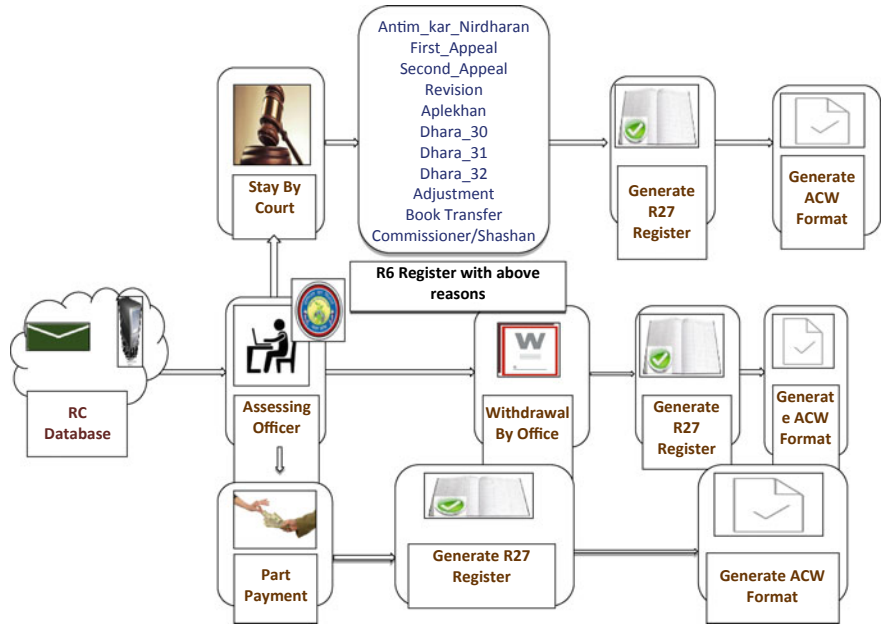 Antim_kar_Nirdharan
First_Appeal
Second_Appeal
Revision
Aplekhan
Dhara_30
Dhara_31
Dhara_32
Adjustment
Book Transfer
Commissioner/Shashan
Stay By
Court
Generate
R27
Register
Generate
ACW
Format
R6 Register with above
reasons
RC
Database
Assessing
Officer
W
Withdrawal
By Office
Generate
R27
Register
Generat
e ACW
Format
Part
Payment
Generate R27
Register
Generate ACW
Format